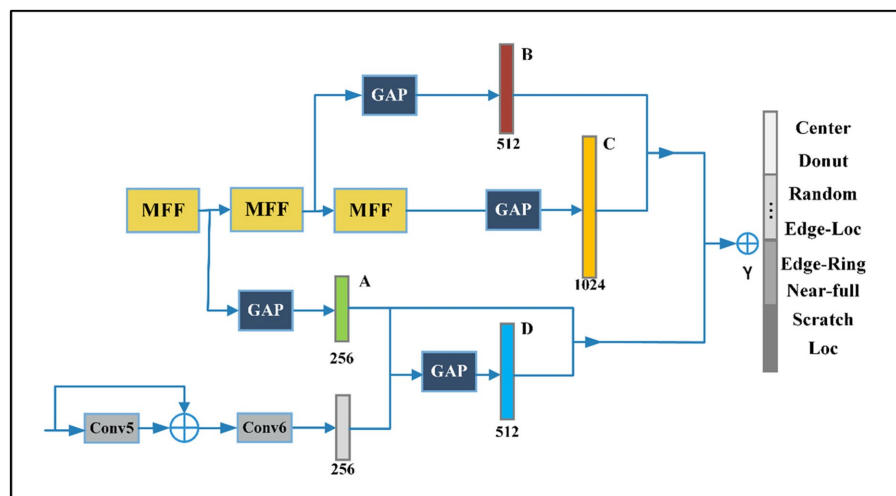 B
GAP
512
C
MFF
MFF
MFF
GAP
1024
A
GAP
256
D
GAP
512
Conv5
Conv6
256
γ
Center
Donut
Random
...
Edge-Loc
Edge-Ring
Near-full
Scratch
Loc